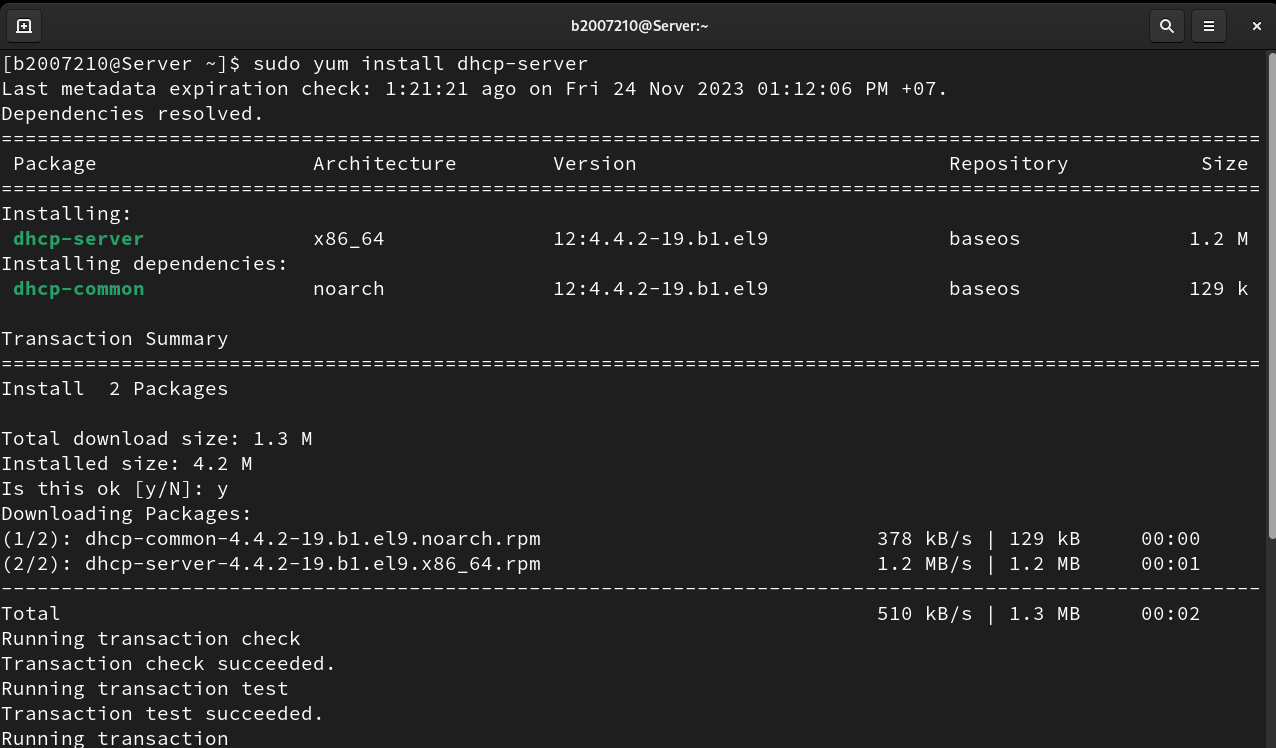 b2007210@Server:~
[b2007210@Server ~]$ sudo yum install dhcp-server
Last metadata expiration check: 1:21:21 ago on Fri 24 Nov 2023 01:12:06 PM +07.
Dependencies resolved.
=========================================================================================================
 Package                  Architecture        Version                          Repository           Size
=========================================================================================================
Installing:
 dhcp-server              x86_64              12:4.4.2-19.b1.el9               baseos              1.2 M
Installing dependencies:
 dhcp-common              noarch              12:4.4.2-19.b1.el9               baseos              129 k
Transaction Summary
=========================================================================================================
Install  2 Packages
Total download size: 1.3 M
Installed size: 4.2 M
Is this ok [y/N]: y
Downloading Packages:
(1/2): dhcp-common-4.4.2-19.b1.el9.noarch.rpm                            378 kB/s | 129 kB     00:00
(2/2): dhcp-server-4.4.2-19.b1.el9.x86_64.rpm                            1.2 MB/s | 1.2 MB     00:01
---------------------------------------------------------------------------------------------------------
Total                                                                    510 kB/s | 1.3 MB     00:02
Running transaction check
Transaction check succeeded.
Running transaction test
Transaction test succeeded.
Running transaction